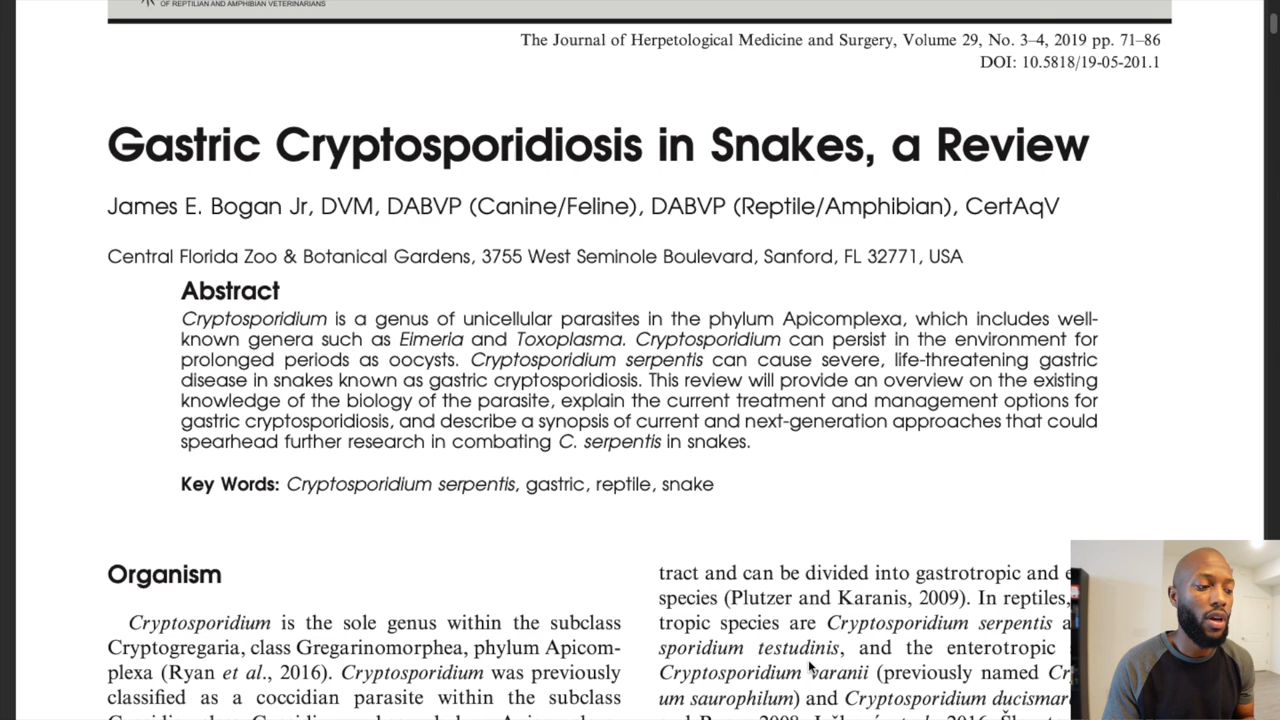 OF REPTILIAN AND AMPHIBIAN VETERINARIANS
The Journal of Herpetological Medicine and Surgery, Volume 29, No. 3–4, 2019 pp. 71–86
DOI: 10.5818/19-05-201.1
Gastric Cryptosporidiosis in Snakes, a Review
James E. Bogan Jr, DVM, DABVP (Canine/Feline), DABVP (Reptile/Amphibian), CertAqV
Central Florida Zoo & Botanical Gardens, 3755 West Seminole Boulevard, Sanford, FL 32771, USA
Abstract
Cryptosporidium is a genus of unicellular parasites in the phylum Apicomplexa, which includes well-
known genera such as Eimeria and Toxoplasma. Cryptosporidium can persist in the environment for
prolonged periods as oocysts. Cryptosporidium serpentis can cause severe, life-threatening gastric
disease in snakes known as gastric cryptosporidiosis. This review will provide an overview on the existing
knowledge of the biology of the parasite, explain the current treatment and management options for
gastric cryptosporidiosis, and describe a synopsis of current and next-generation approaches that could
spearhead further research in combating C. serpentis in snakes.
Key Words: Cryptosporidium serpentis, gastric, reptile, snake
Organism
Cryptosporidium is the sole genus within the subclass
Cryptogregaria, class Gregarinomorphea, phylum Apicom-
plexa (Ryan et al., 2016). Cryptosporidium was previously
classified as a coccidian parasite within the subclass
tract and can be divided into gastrotropic and
species (Plutzer and Karanis, 2009). In reptiles,
tropic species are Cryptosporidium serpentis
sporidium testudinis, and the enterotropic
Cryptosporidium varanii (previously named
um saurophilum) and Cryptosporidium